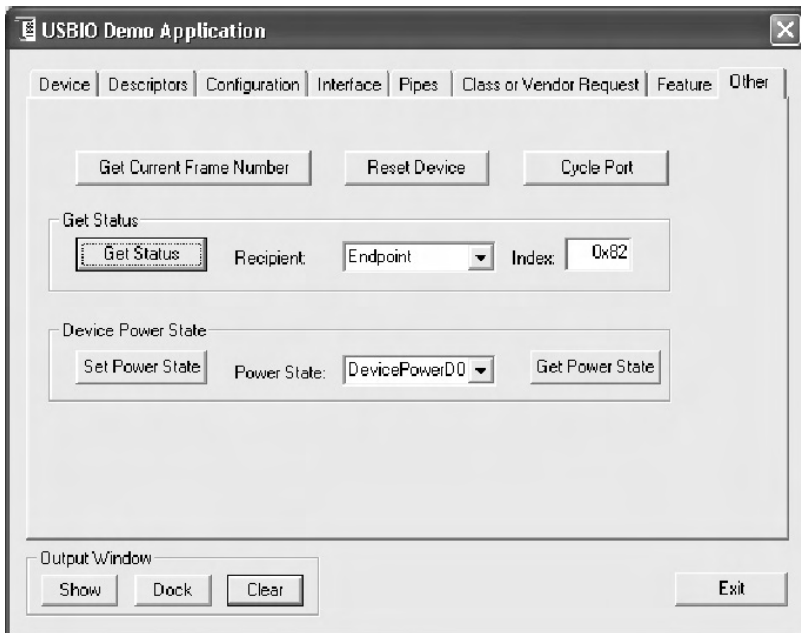 USBIO Demo Application
Device Descriptors Configuration Interface Pipes Class or Vendor Request Feature Other
Get Current Frame Number Reset Device Cycle Port
Get Status
Get Status Recipient: Endpoint Index: 0x82
Device Power State
Set Power State Power State: DevicePowerD0 Get Power State
Output Window
Show Dock Clear Exit